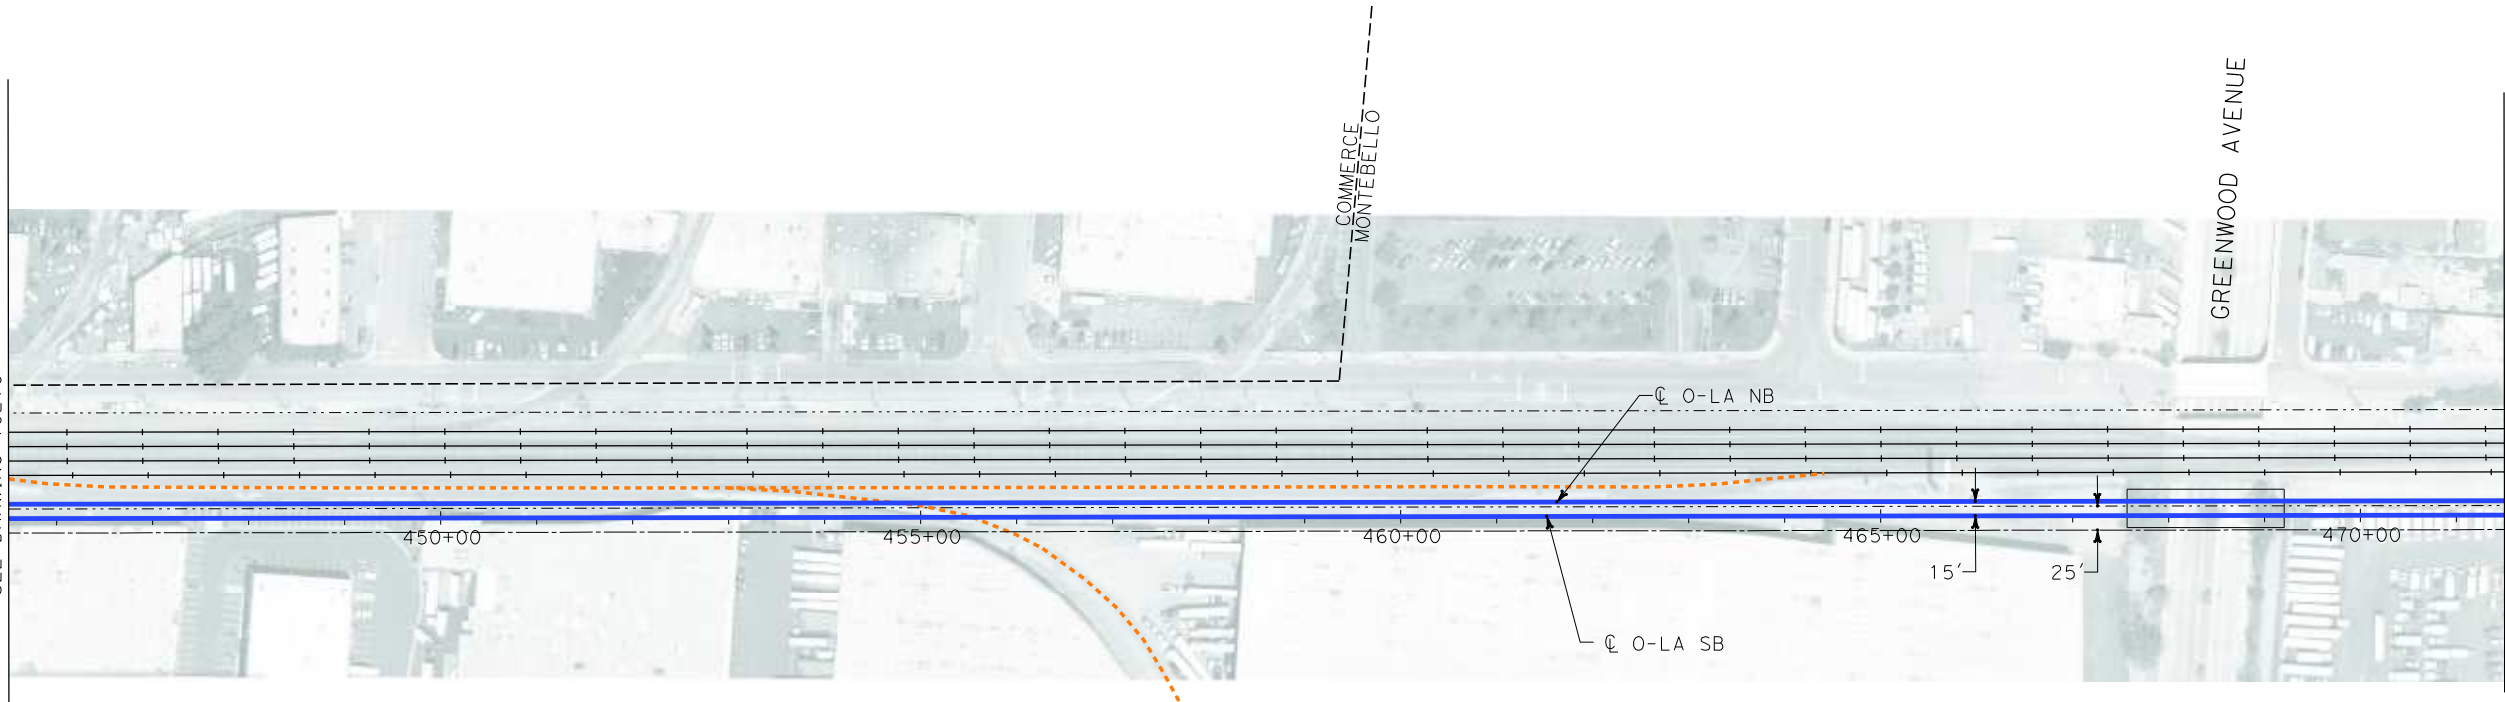 COMMERCE
MONTEBELLO
GREENWOOD AVENUE
℄ O-LA NB
450+00
455+00
460+00
465+00
470+00
15'
25'
℄ O-LA SB